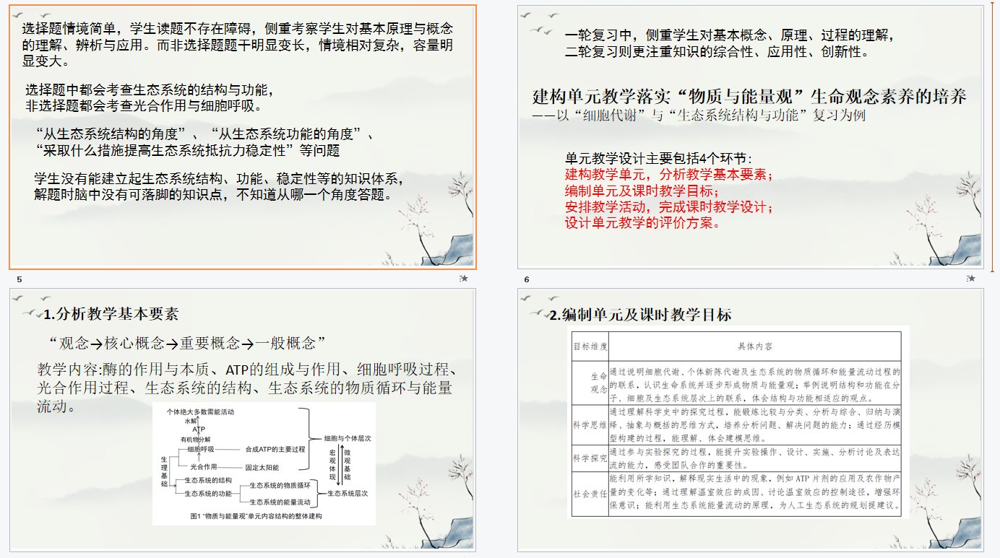 选择题情境简单，学生读题不存在障碍，侧重考察学生对基本原理与概念
的理解、辨析与应用。而非选择题题干明显变长，情境相对复杂，容量明
显变大。
选择题中都会考查生态系统的结构与功能，
非选择题都会考查光合作用与细胞呼吸。
“从生态系统结构的角度”、“从生态系统功能的角度”、
“采取什么措施提高生态系统抵抗力稳定性”等问题
学生没有能建立起生态系统结构、功能、稳定性等的知识体系，
解题时脑中没有可落脚的知识点，不知道从哪一个角度答题。
5
一轮复习中，侧重学生对基本概念、原理、过程的理解，
二轮复习则更注重知识的综合性、应用性、创新性。
建构单元教学落实“物质与能量观”生命观念素养的培养
——以“细胞代谢”与“生态系统结构与功能”复习为例
单元教学设计主要包括4个环节：
建构教学单元，分析教学基本要素；
编制单元及课时教学目标；
安排教学活动，完成课时教学设计；
设计单元教学的评价方案。
6
1.分析教学基本要素
“观念→核心概念→重要概念→一般概念”
教学内容:酶的作用与本质、ATP的组成与作用、细胞呼吸过程、
光合作用过程、生态系统的结构、生态系统的物质循环与能量
流动。
个体绝大多数需能活动
水解
ATP
有机物分解
细胞呼吸
合成ATP的主要过程
光合作用
固定太阳能
生理基础
生态系统的结构
生态系统的功能
生态系统的物质循环
生态系统的能量流动
细胞与个体层次
宏观体现
微观基础
生态系统层次
图1 “物质与能量观”单元内容结构的整体建构
2.编制单元及课时教学目标
目标维度 具体内容
生命
观念
通过说明细胞代谢、个体新陈代谢及生态系统的物质循环和能量流动过程的
的联系，认识生命系统并逐步形成物质与能量观；举例说明结构和功能在分
子、细胞及生态系统层次上的联系，体会结构与功能相适应的观点。
科学思维
通过理解科学史中的探究过程，能锻炼比较与分类、分析与综合、归纳与演
绎、抽象与概括的思维方式，培养分析问题、解决问题的能力；通过经历模
型构建的过程，能理解、体会建模思维。
科学探究
通过参与实验探究的过程，能提升实验操作、设计、实施、分析讨论及表达
流的能力，感受团队合作的重要性。
社会责任
能利用所学知识，解释现实生活中的现象，例如 ATP 片剂的应用及农作物产
量的变化等；通过理解温室效应的成因、讨论温室效应的控制途径，增强环
保意识；能利用生态系统能量流动的原理，为人工生态系统的规划提建议。